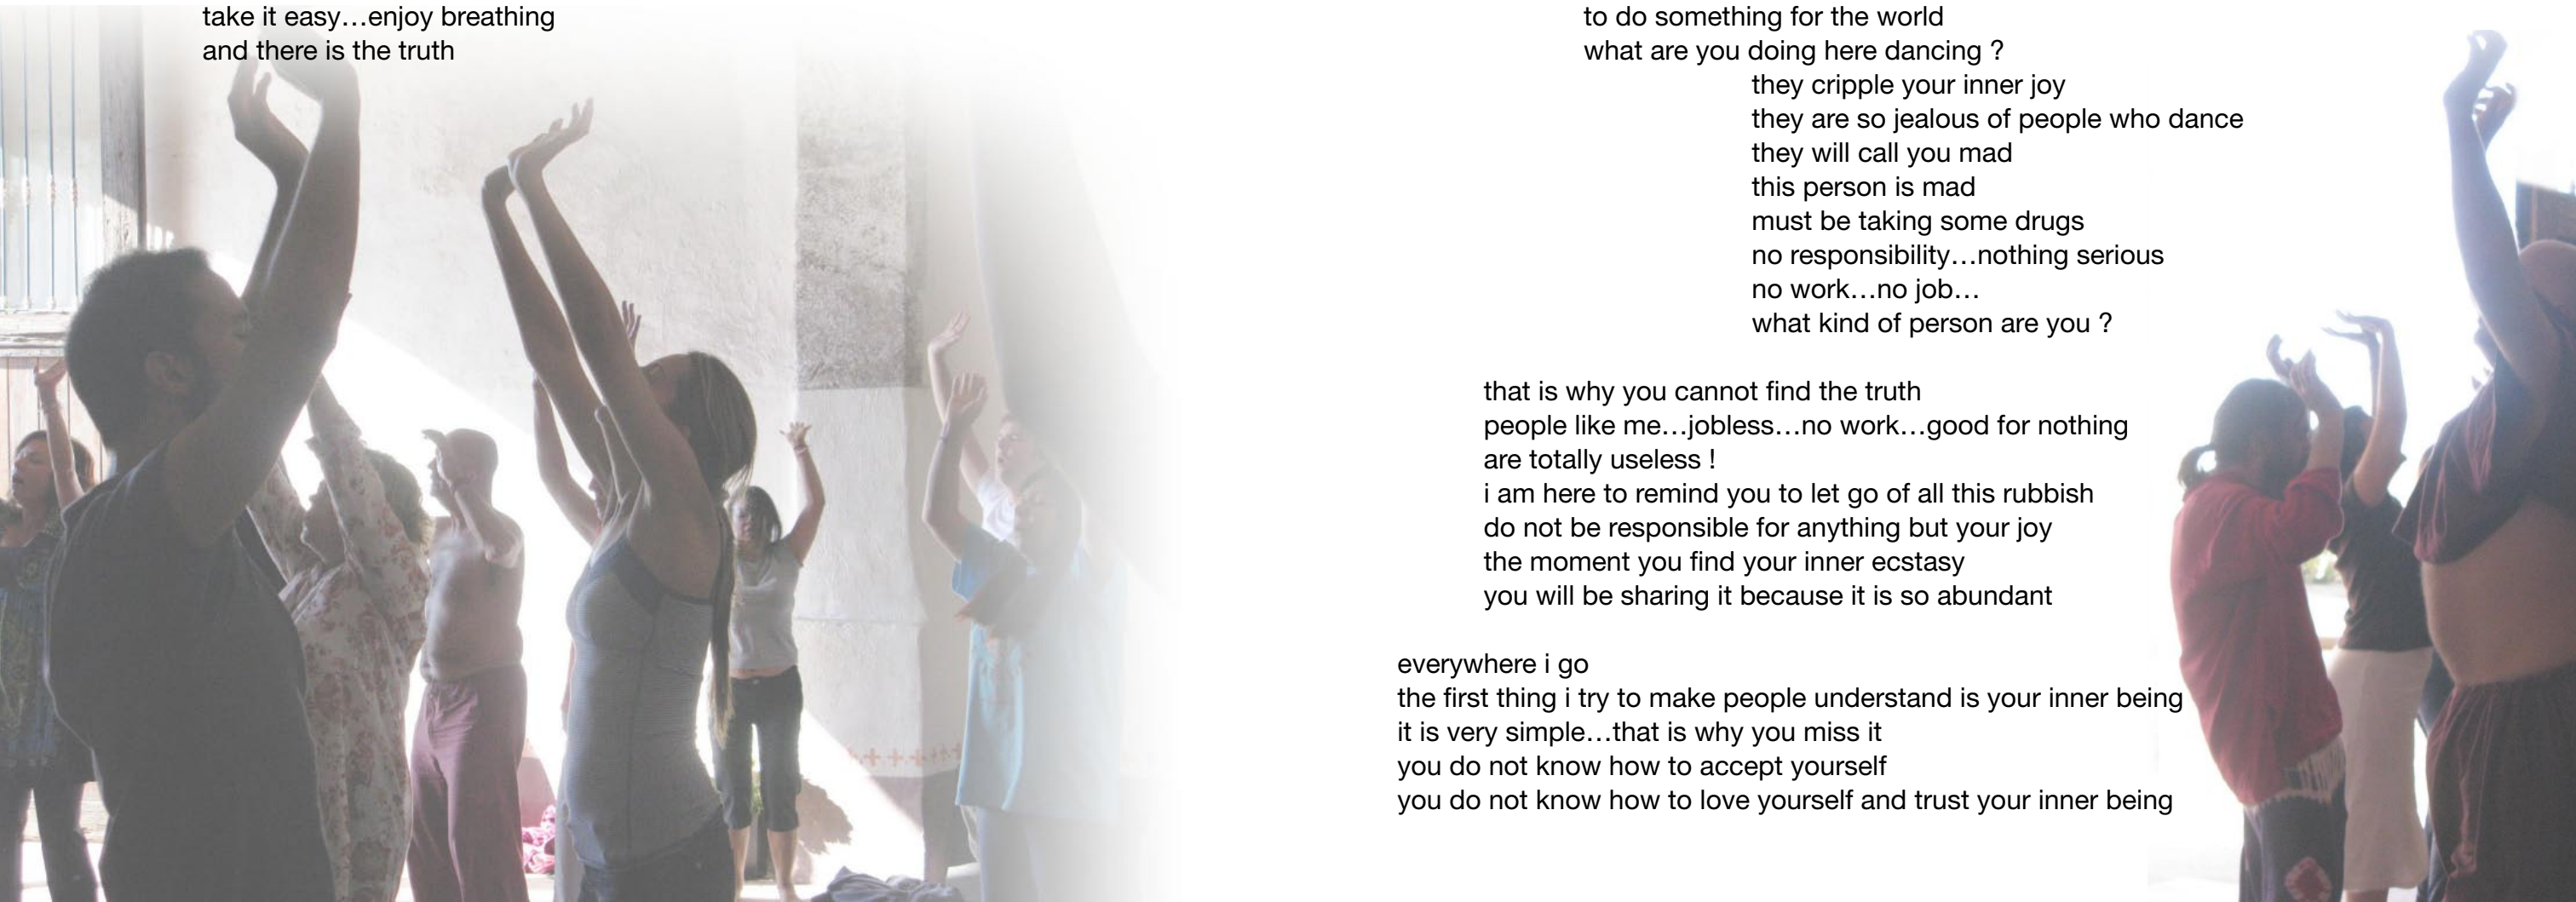 take it easy…enjoy breathing
and there is the truth
to do something for the world
what are you doing here dancing ?
they cripple your inner joy
they are so jealous of people who dance
they will call you mad
this person is mad
must be taking some drugs
no responsibility…nothing serious
no work…no job…
what kind of person are you ?
that is why you cannot find the truth
people like me…jobless…no work…good for nothing
are totally useless !
i am here to remind you to let go of all this rubbish
do not be responsible for anything but your joy
the moment you find your inner ecstasy
you will be sharing it because it is so abundant
everywhere i go
the first thing i try to make people understand is your inner being
it is very simple…that is why you miss it
you do not know how to accept yourself
you do not know how to love yourself and trust your inner being